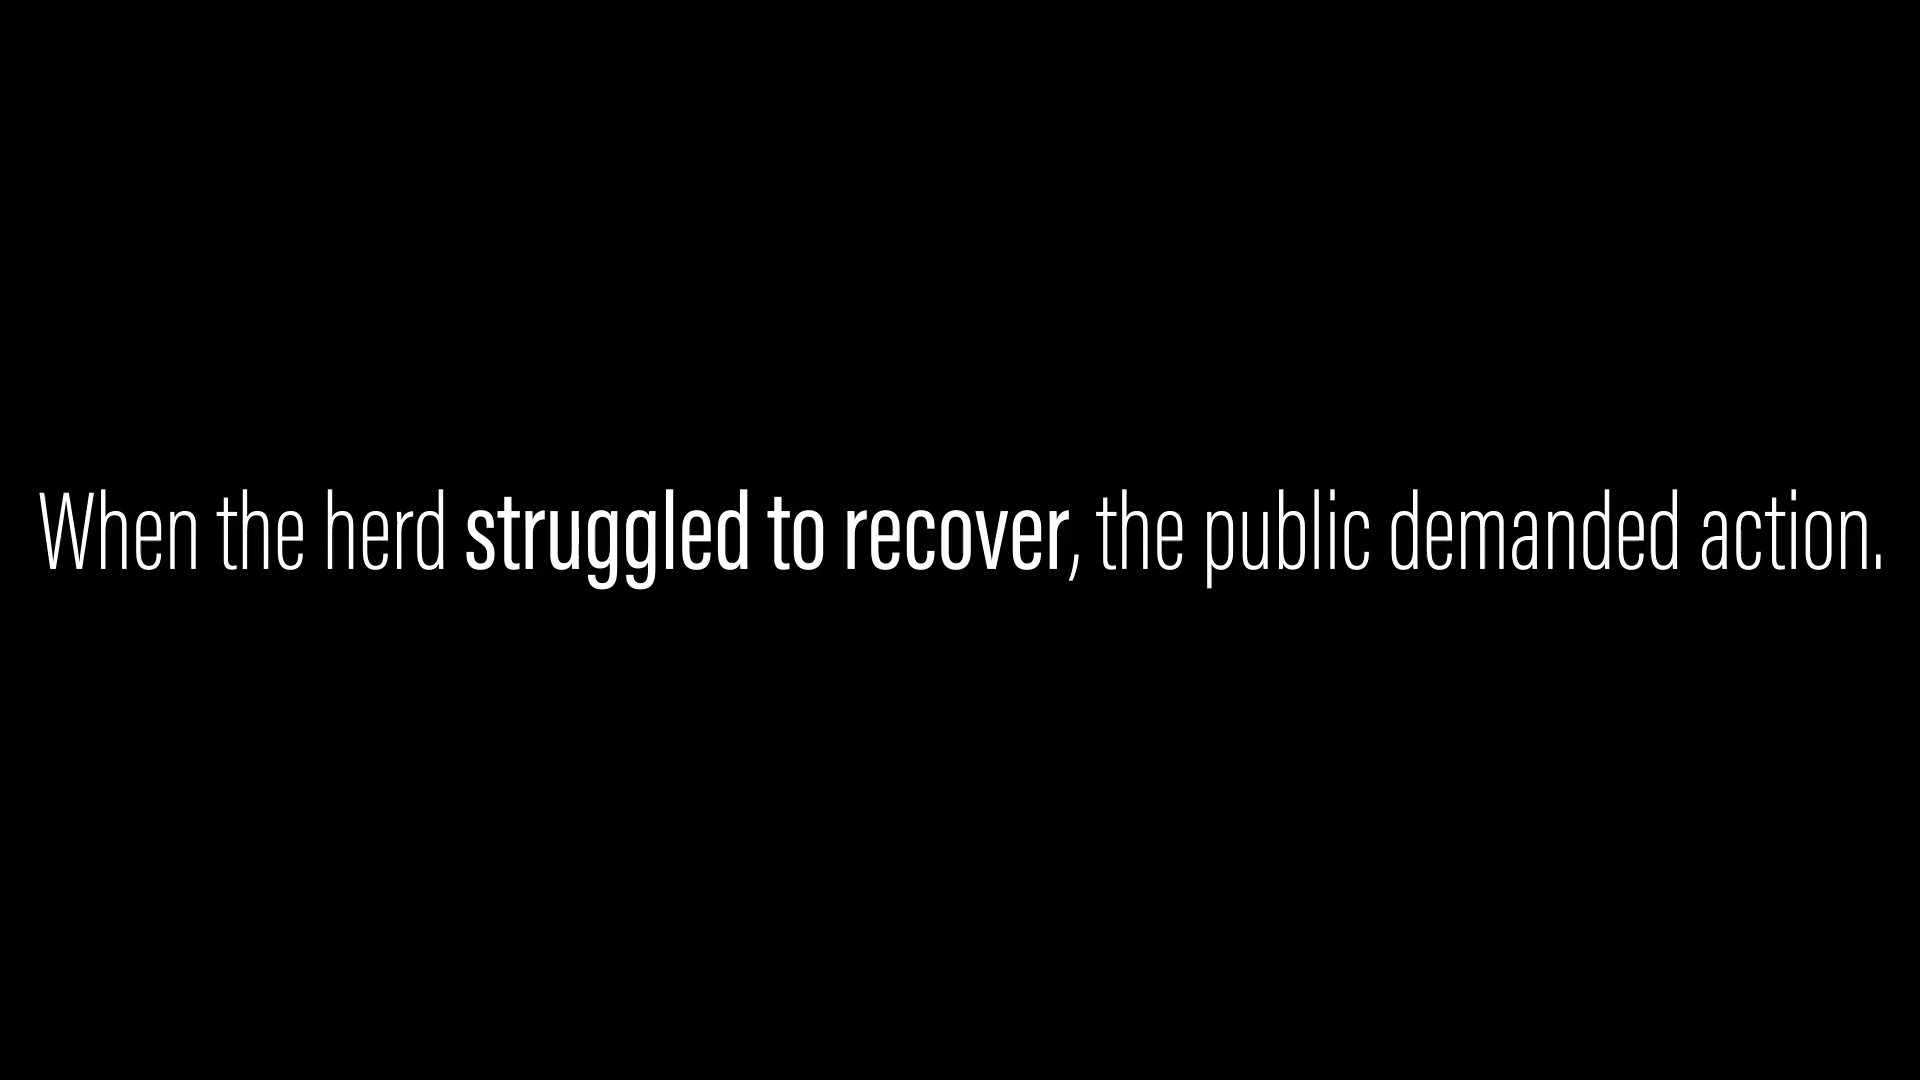 When the herd struggled to recover, the public demanded action.